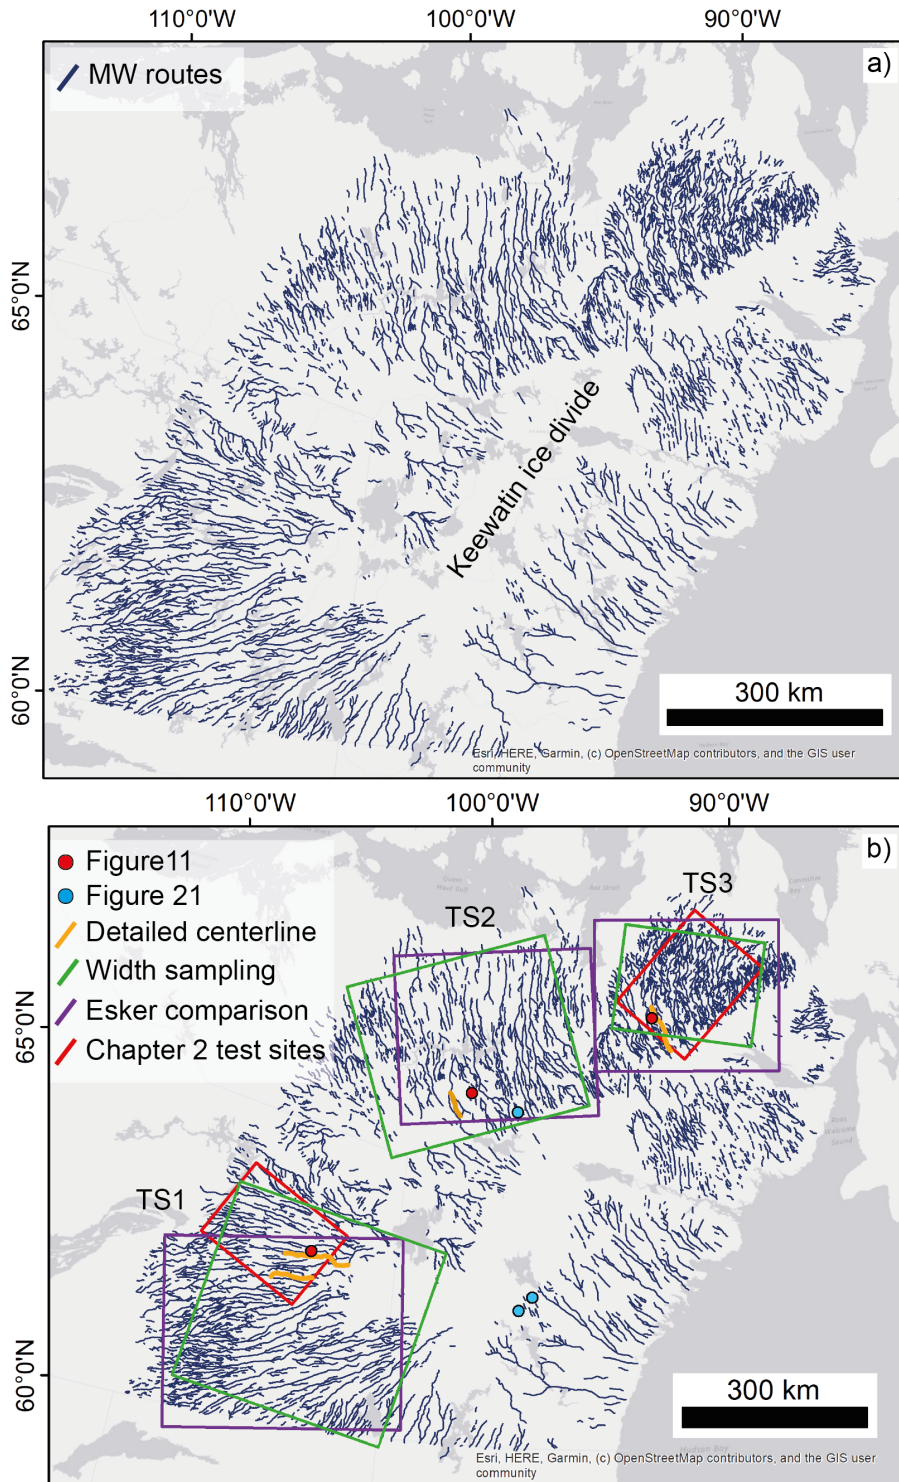 110°0'W 100°0'W 90°0'W
MW routes
a)
65°0'N
Keewatin ice divide
60°0'N
300 km
Esri, HERE, Garmin, (c) OpenStreetMap contributors, and the GIS user
community
110°0'W 100°0'W 90°0'W
b)
Figure11
Figure 21
Detailed centerline
Width sampling
Esker comparison
Chapter 2 test sites
TS3
TS2
65°0'N
TS1
60°0'N
300 km
Hudson Bay
Esri, HERE, Garmin, (c) OpenStreetMap contributors, and the GIS user
community